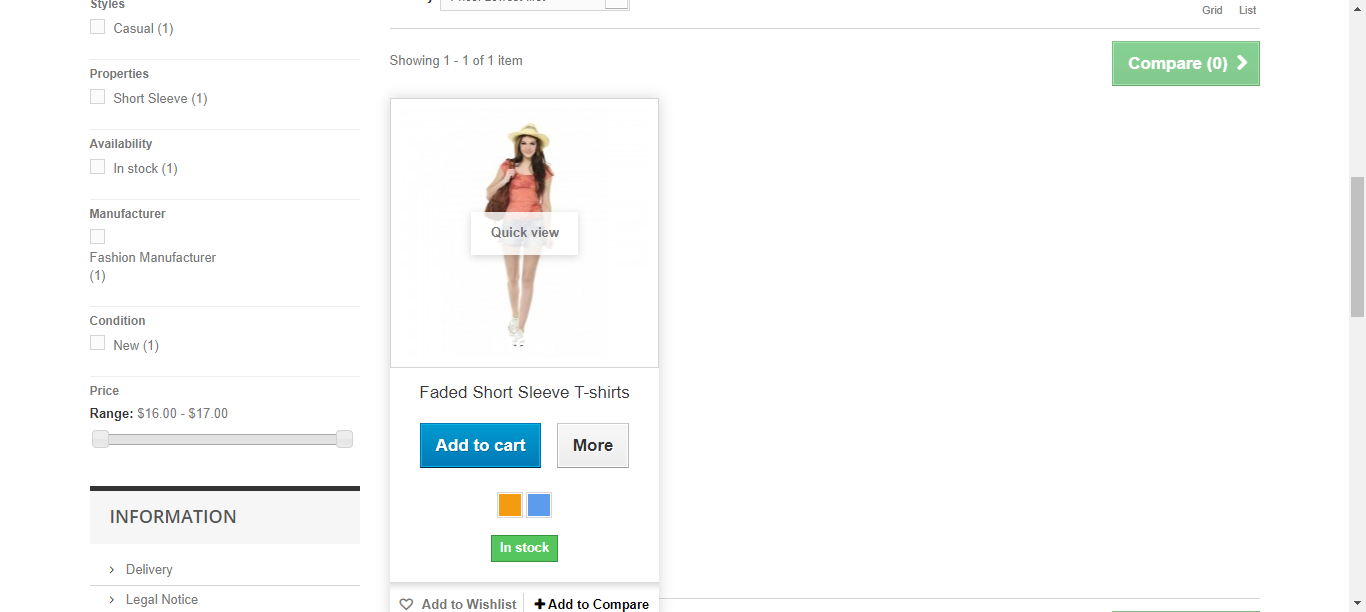 Styles
Casual (1)
Properties
Short Sleeve (1)
Availability
In stock (1)
Manufacturer
Fashion Manufacturer
(1)
Condition
New (1)
Price
Range: $16.00 - $17.00
INFORMATION
Delivery
Legal Notice
Grid List
Showing 1 - 1 of 1 item
Compare (0)
Quick view
Faded Short Sleeve T-shirts
Add to cart More
In stock
Add to Wishlist Add to Compare